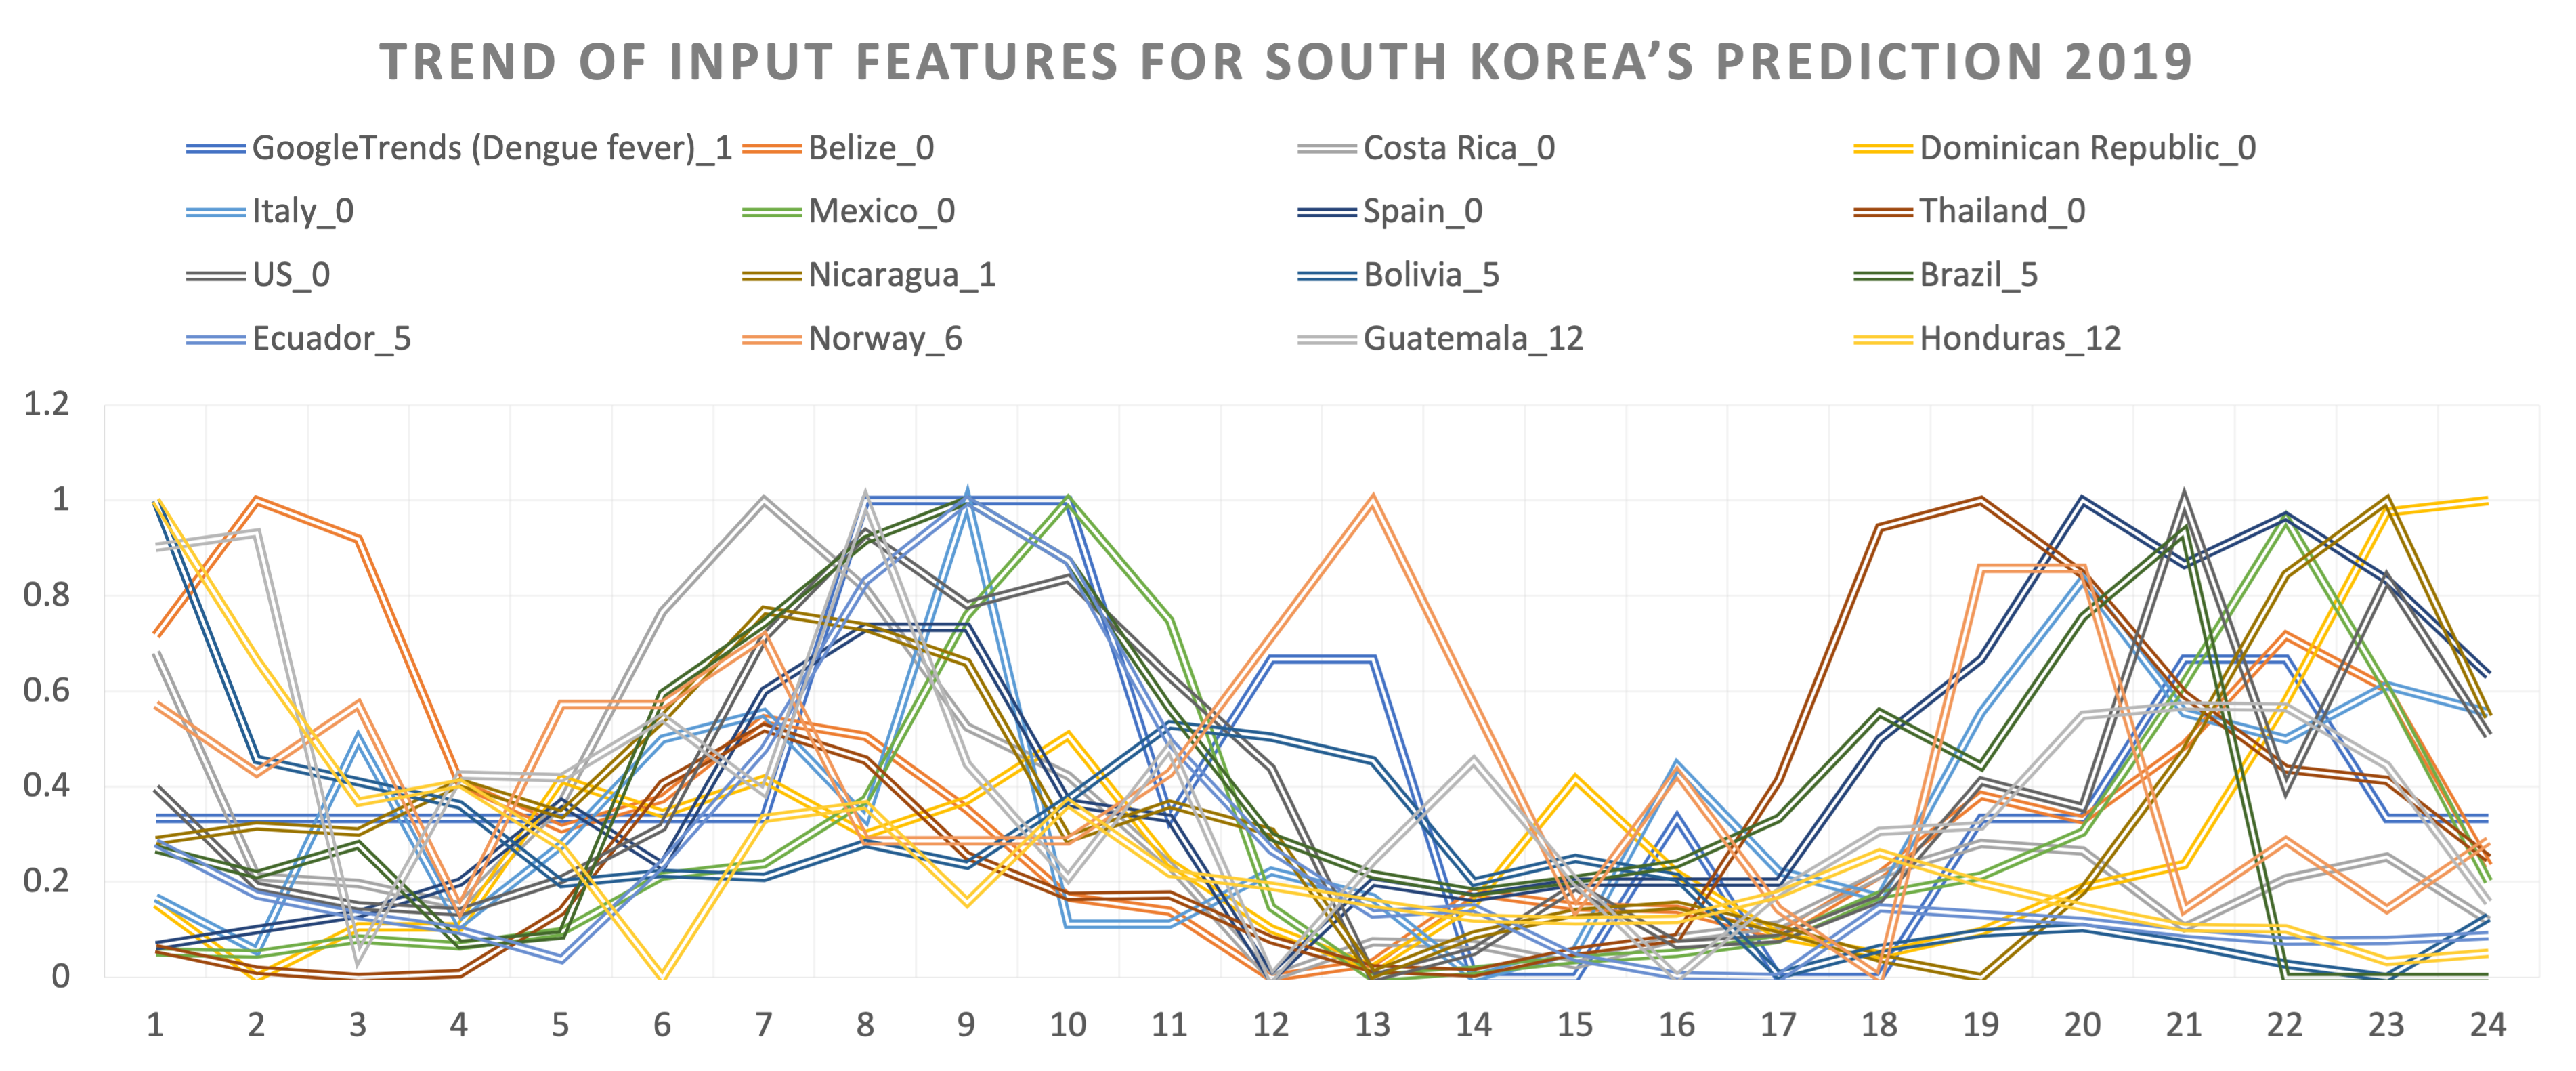 TREND OF INPUT FEATURES FOR SOUTH KOREA’S PREDICTION 2019
GoogleTrends (Dengue fever)_1 Belize_0 Costa Rica_0 Dominican Republic_0
Italy_0 Mexico_0 Spain_0 Thailand_0
US_0 Nicaragua_1 Bolivia_5 Brazil_5
Ecuador_5 Norway_6 Guatemala_12 Honduras_12
1.2
1
0.8
0.6
0.4
0.2
0
1 2 3 4 5 6 7 8 9 10 11 12 13 14 15 16 17 18 19 20 21 22 23 24